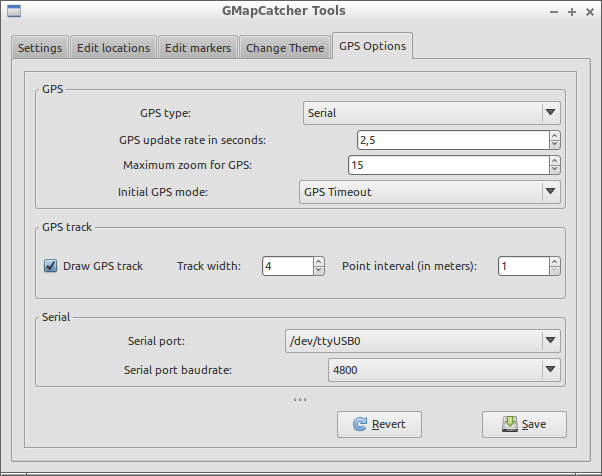 GMapCatcher Tools
Settings Edit locations Edit markers Change Theme GPS Options
GPS
GPS type: Serial
GPS update rate in seconds: 2,5
Maximum zoom for GPS: 15
Initial GPS mode: GPS Timeout
GPS track
Draw GPS track Track width: 4 Point interval (in meters): 1
Serial
Serial port: /dev/ttyUSB0
Serial port baudrate: 4800
Revert Save